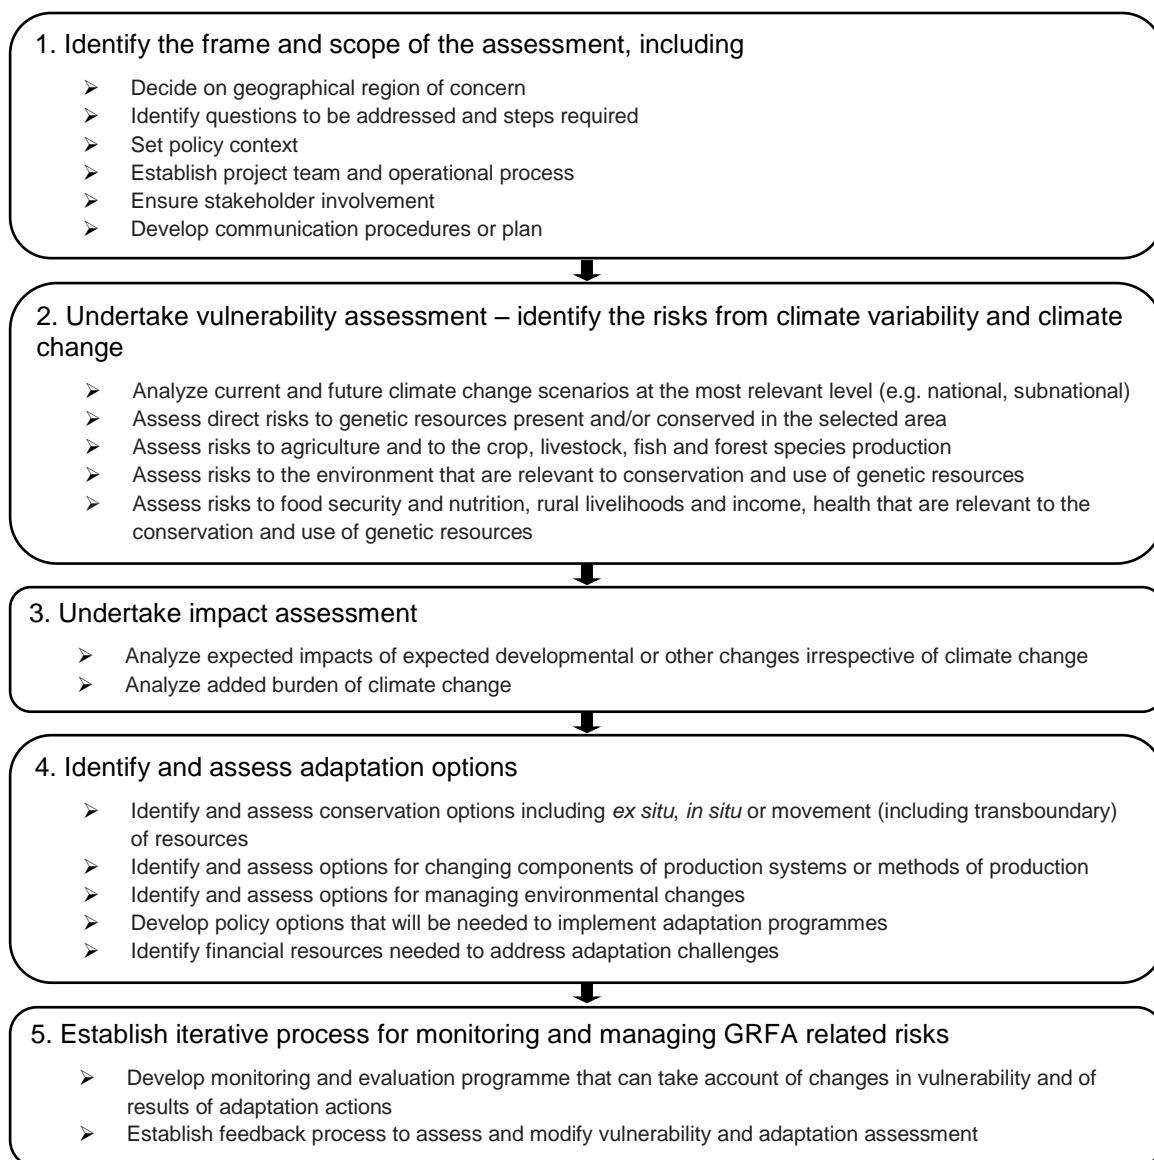 1. Identify the frame and scope of the assessment, including
➢ Decide on geographical region of concern
➢ Identify questions to be addressed and steps required
➢ Set policy context
➢ Establish project team and operational process
➢ Ensure stakeholder involvement
➢ Develop communication procedures or plan
2. Undertake vulnerability assessment – identify the risks from climate variability and climate
change
➢ Analyze current and future climate change scenarios at the most relevant level (e.g. national, subnational)
➢ Assess direct risks to genetic resources present and/or conserved in the selected area
➢ Assess risks to agriculture and to the crop, livestock, fish and forest species production
➢ Assess risks to the environment that are relevant to conservation and use of genetic resources
➢ Assess risks to food security and nutrition, rural livelihoods and income, health that are relevant to the
conservation and use of genetic resources
3. Undertake impact assessment
➢ Analyze expected impacts of expected developmental or other changes irrespective of climate change
➢ Analyze added burden of climate change
4. Identify and assess adaptation options
➢ Identify and assess conservation options including ex situ, in situ or movement (including transboundary)
of resources
➢ Identify and assess options for changing components of production systems or methods of production
➢ Identify and assess options for managing environmental changes
➢ Develop policy options that will be needed to implement adaptation programmes
➢ Identify financial resources needed to address adaptation challenges
5. Establish iterative process for monitoring and managing GRFA related risks
➢ Develop monitoring and evaluation programme that can take account of changes in vulnerability and of
results of adaptation actions
➢ Establish feedback process to assess and modify vulnerability and adaptation assessment